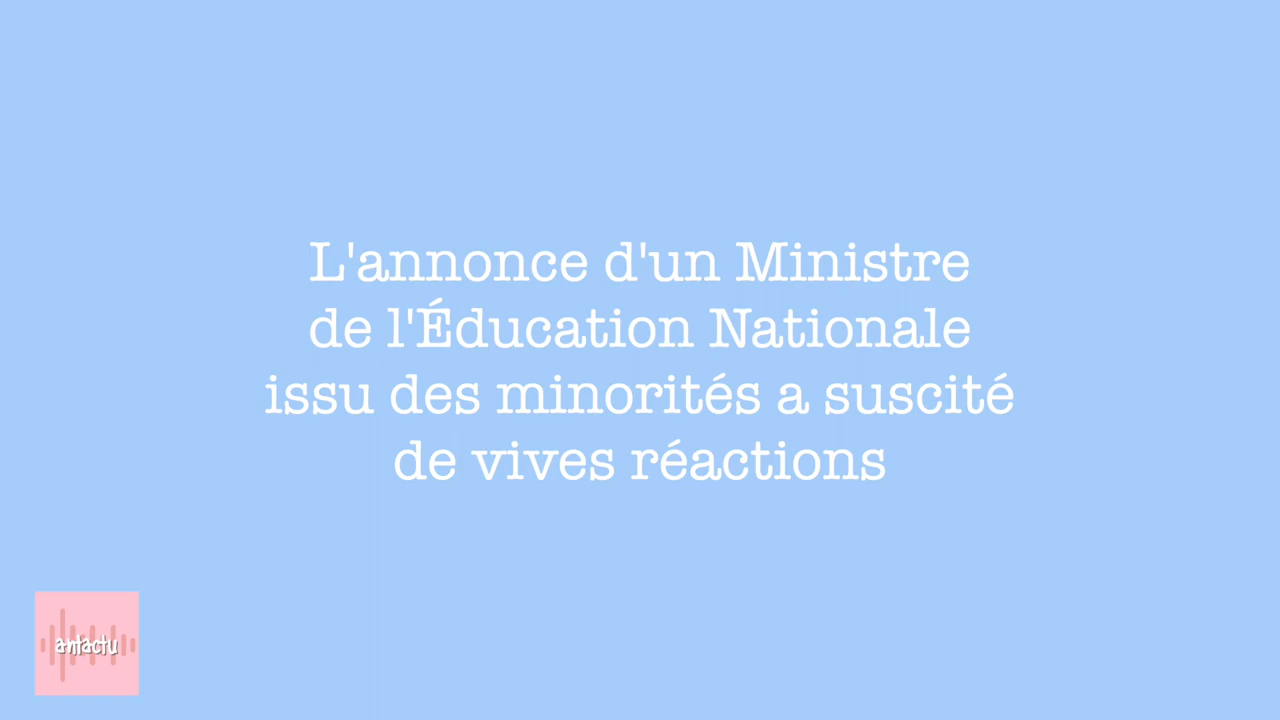 L'annonce d'un Ministre
de l'Éducation Nationale
issu des minorités a suscité
de vives réactions
antactu